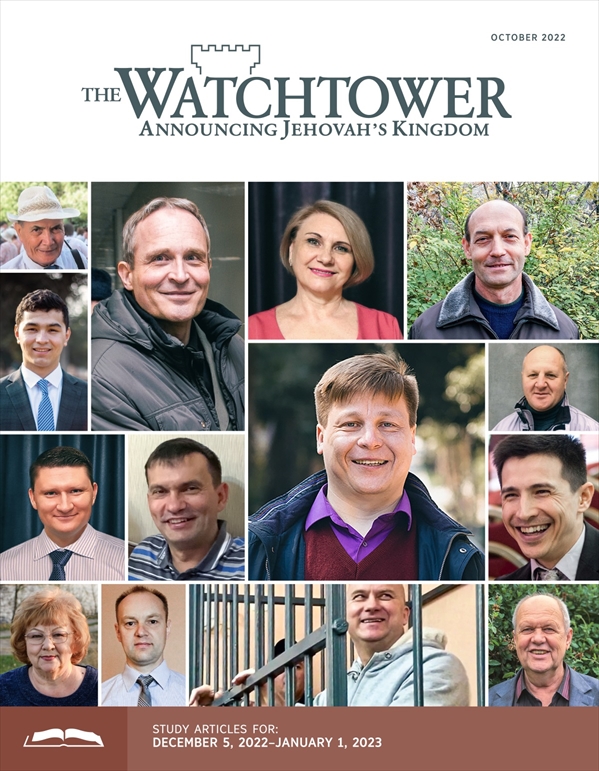 OCTOBER 2022
THE WATCHTOWER
ANNOUNCING JEHOVAH'S KINGDOM
STUDY ARTICLES FOR:
DECEMBER 5, 2022–JANUARY 1, 2023